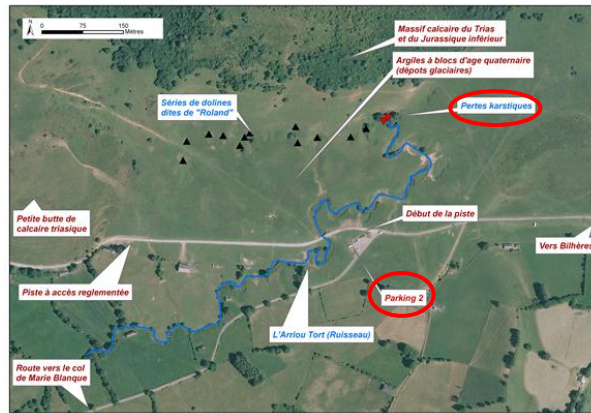 N
0 75 150
Mètres
Massif calcaire du Trias
et du Jurassique inférieur
Argiles à blocs d'age quaternaire
(dépots glaciaires)
Séries de dolines
dites de "Roland"
Pertes karstiques
Petite butte de
calcaire triasique
Début de la piste
Vers Bilhères
Piste à accès reglementée
Parking 2
L'Arriou Tort (Ruisseau)
Route vers le col
de Marie Blanque